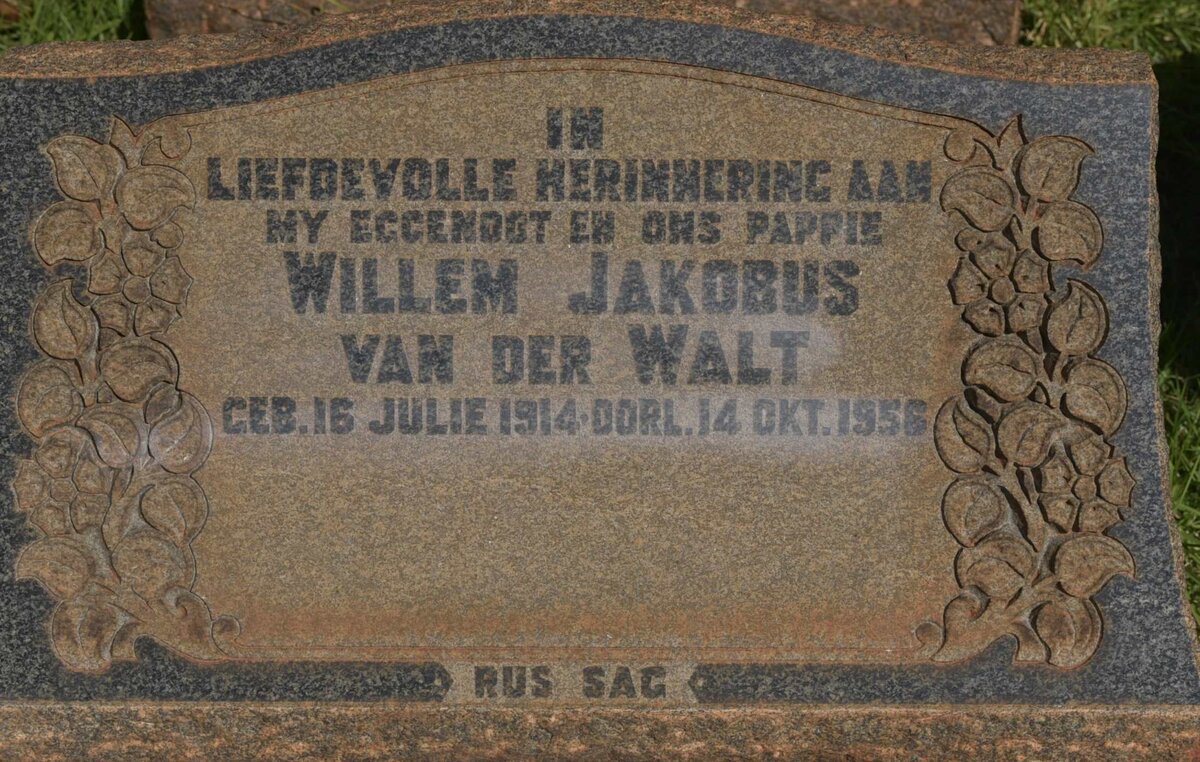 IN
LIEFDEVOLLE HERINNERING AAN
MY EGGENOOT EN ONS PAPPIE
WILLEM JAKOBUS
VAN DER WALT
GEB. 16 JULIE 1914 · OORL. 14 OKT. 1956
RUS SAG